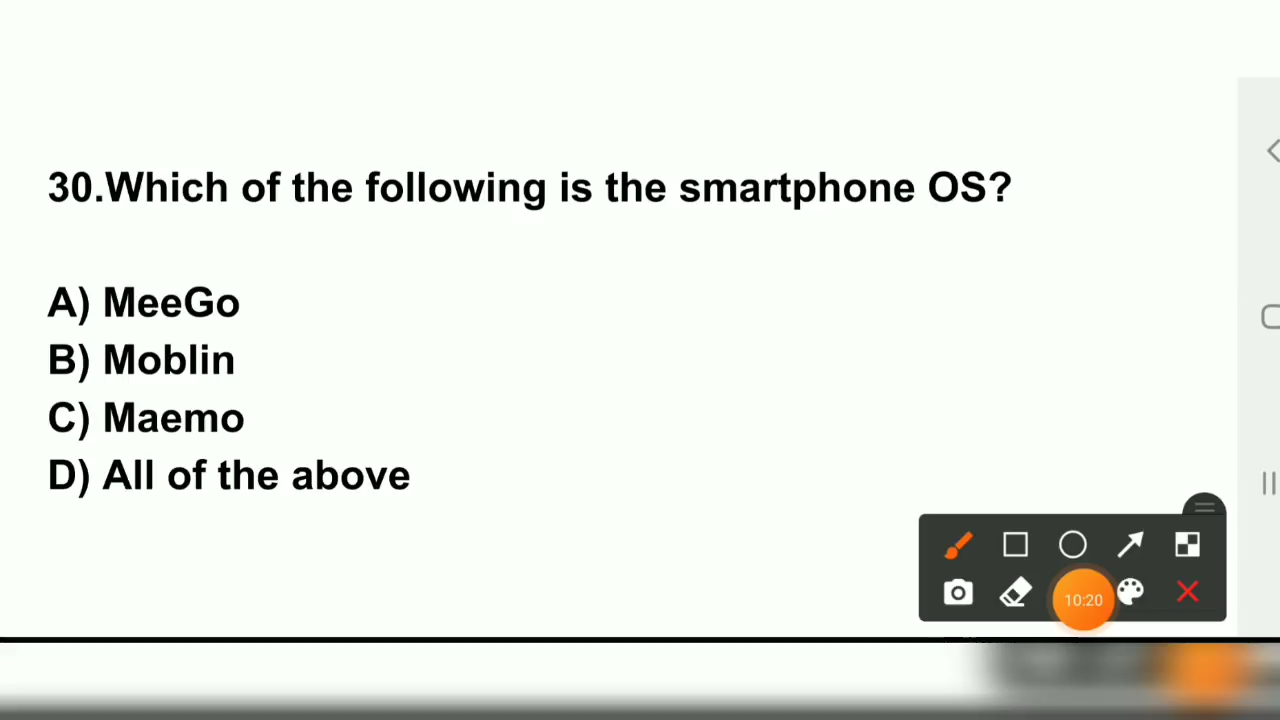 30.Which of the following is the smartphone OS?
A) MeeGo
B) Moblin
C) Maemo
D) All of the above
10:20